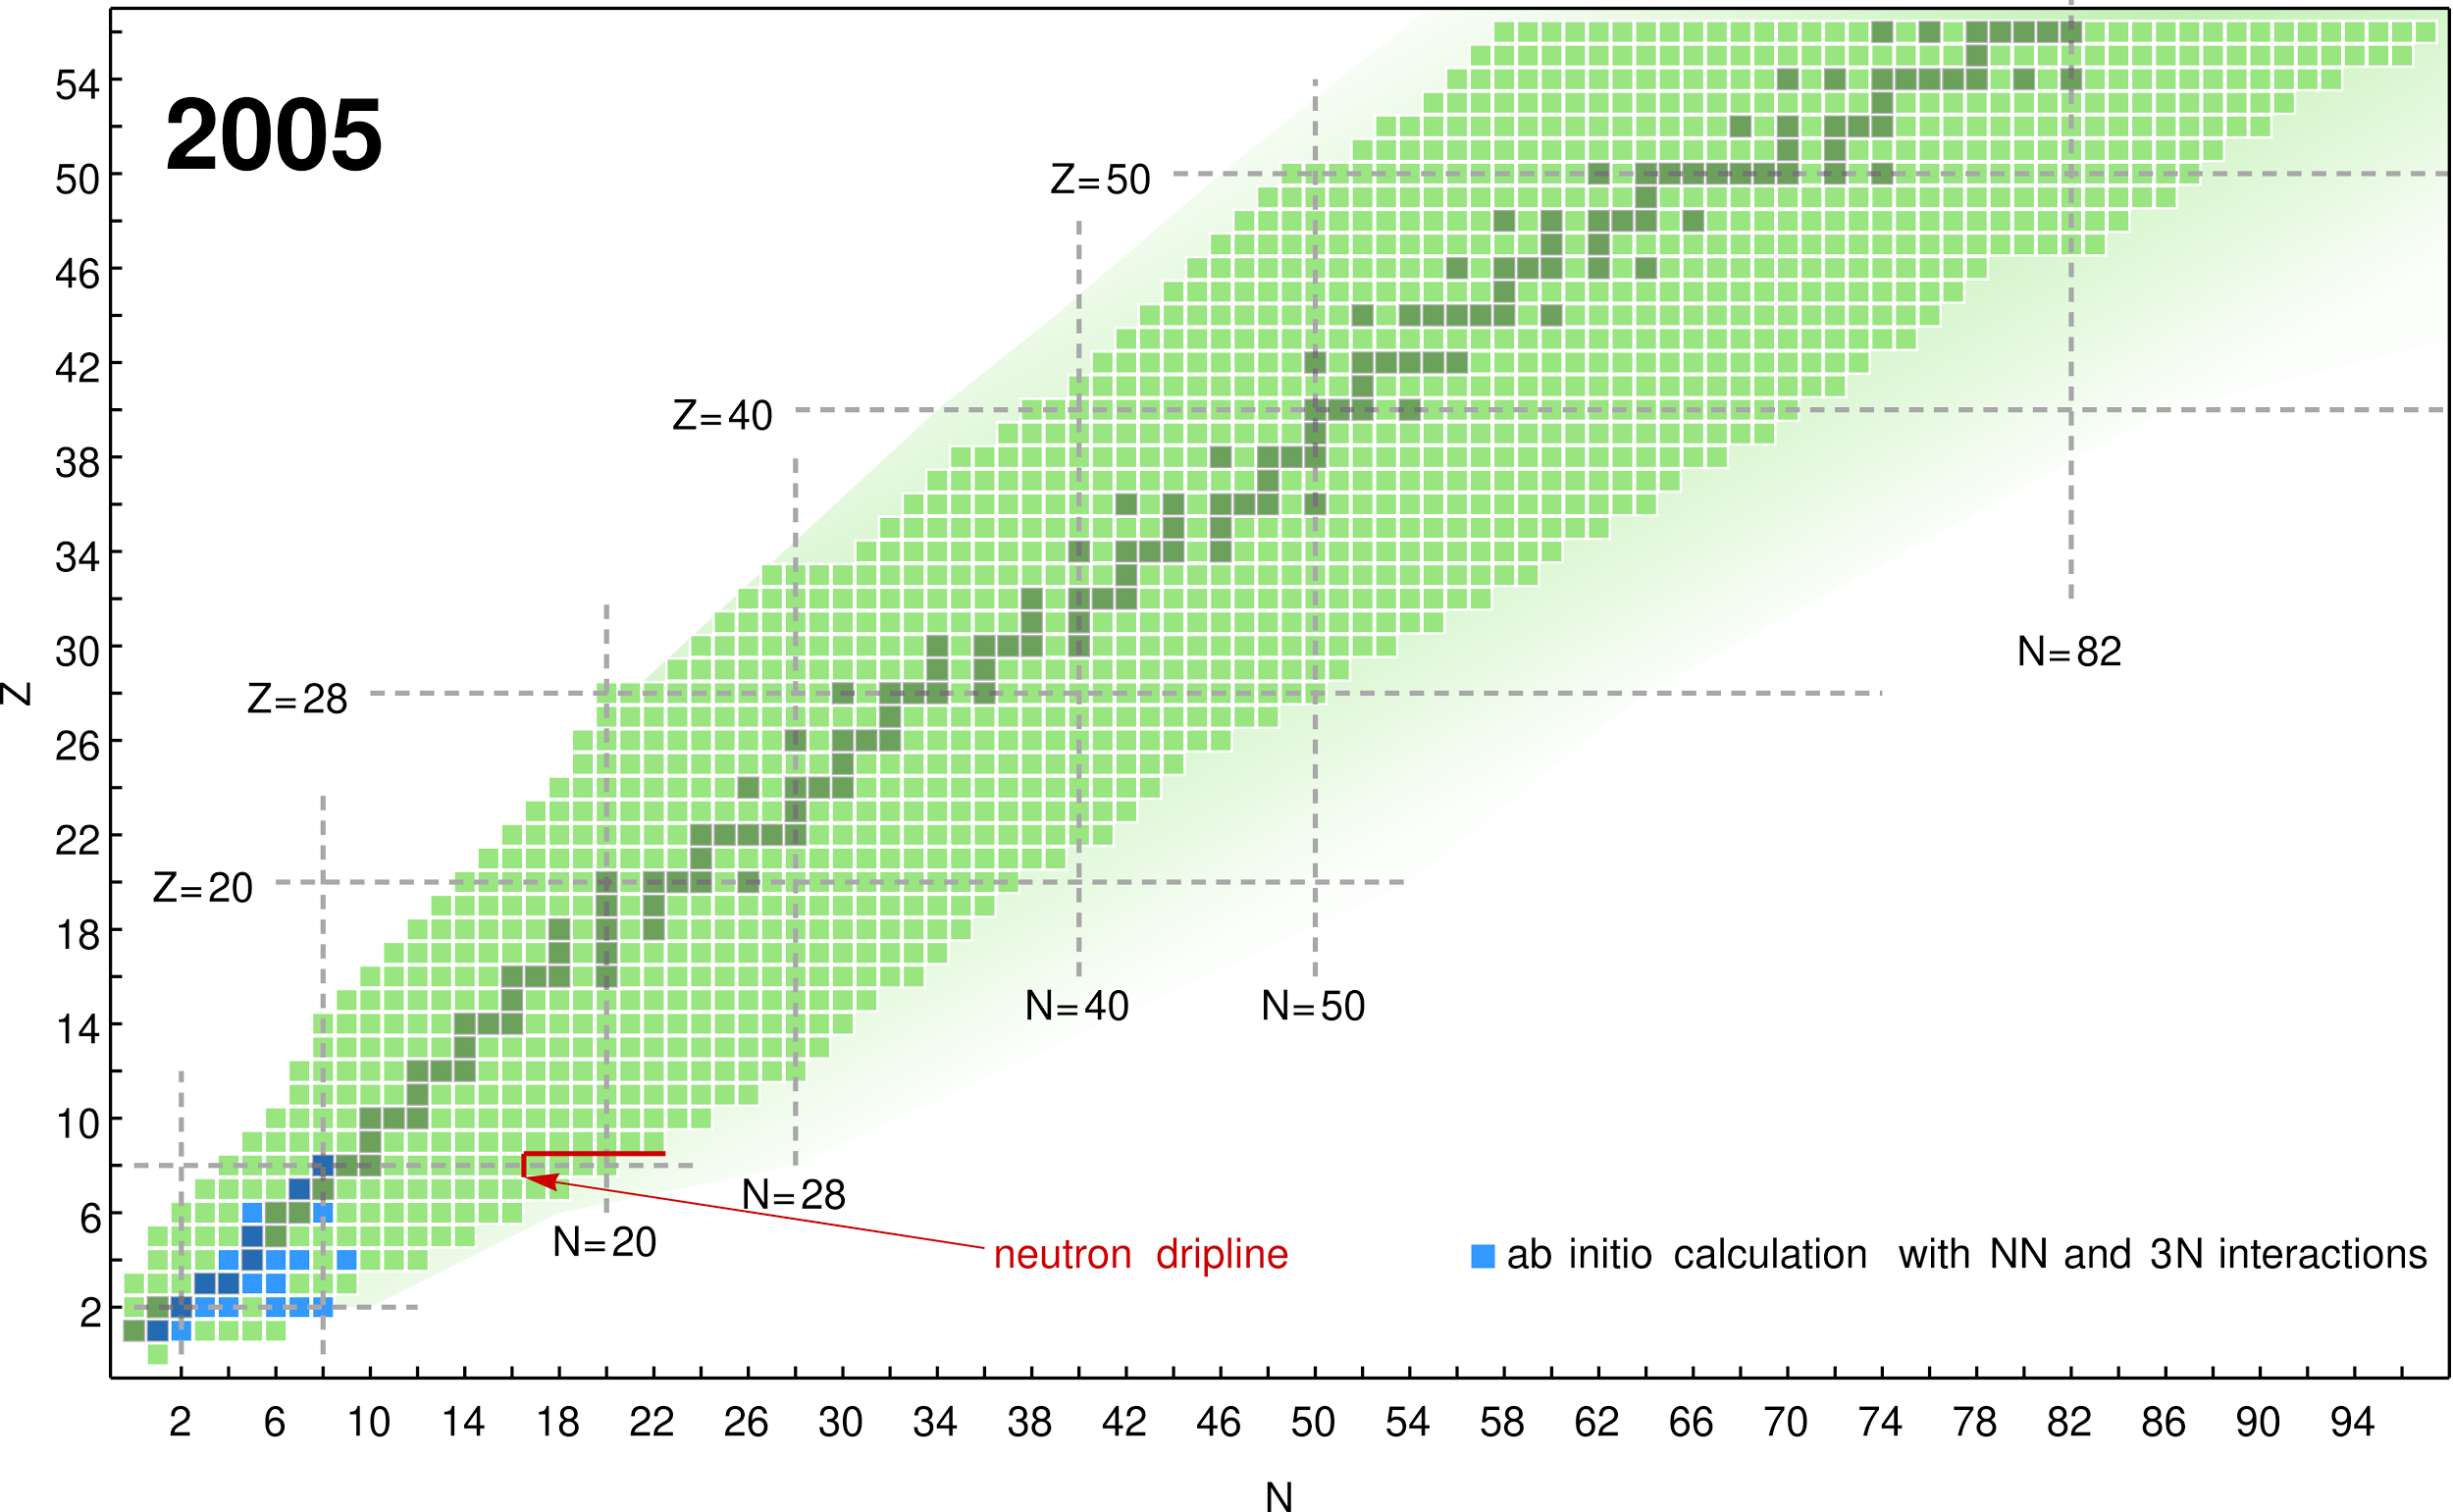 2005
54
50
46
42
38
34
30
26
22
18
14
10
6
2
Z
Z=50
Z=40
Z=28
Z=20
N=82
N=40
N=50
N=28
N=20
neutron dripline
ab initio calculation with NN and 3N interactions
2 6 10 14 18 22 26 30 34 38 42 46 50 54 58 62 66 70 74 78 82 86 90 94
N